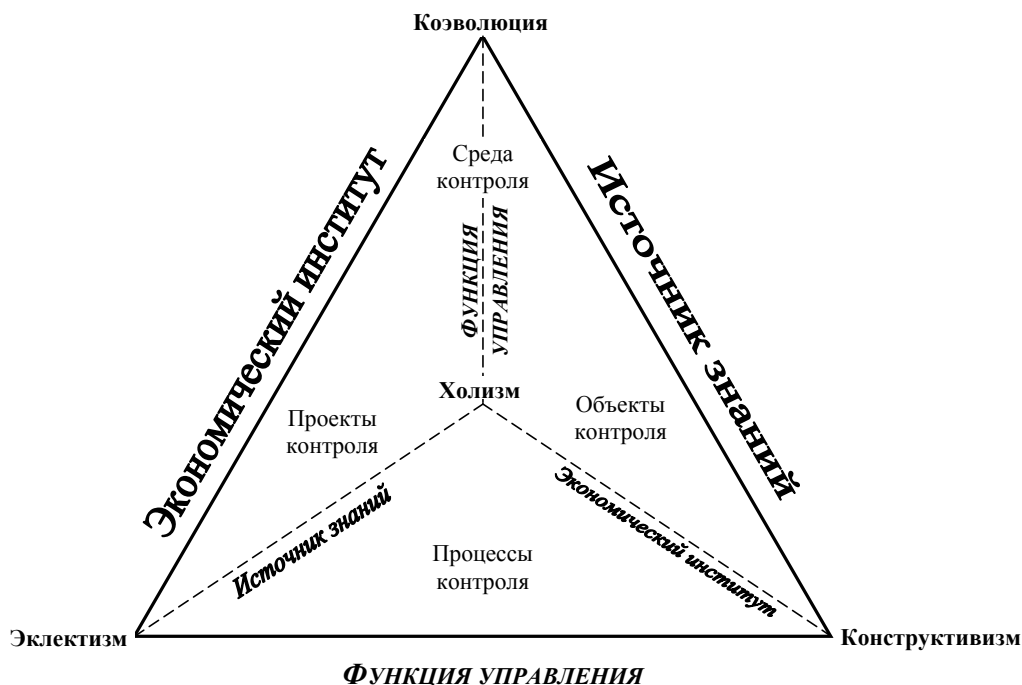 Коэволюция
Среда
контроля
Экономический институт
Источник знаний
ФУНКЦИЯ
УПРАВЛЕНИЯ
Холизм
Проекты
контроля
Объекты
контроля
Источник знаний
Экономический институт
Процессы
контроля
Эклектизм
Конструктивизм
ФУНКЦИЯ УПРАВЛЕНИЯ